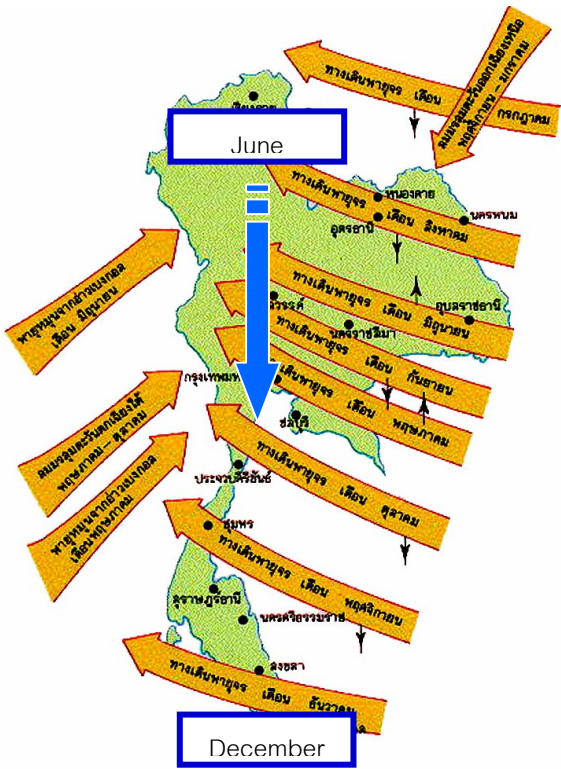 ทางเดินพายุจร เดือน กรกฎาคม
ลมมรสุมตะวันออกเฉียงเหนือ
พฤศจิกายน - มกราคม
เชียงราย
June
ทางเดินพายุจร เดือน สิงหาคม
หนองคาย
อุดรธานี
นครพนม
พายุหมุนจากอ่าวเบงกอล
เดือน มิถุนายน
ทางเดินพายุจร เดือน มิถุนายน
อุบลราชธานี
สวรรค์
นครราชสีมา
ทางเดินพายุจร เดือน กันยายน
กรุงเทพมห
เดินพายุจร เดือน พฤษภาคม
ลมมรสุมตะวันตกเฉียงใต้
พฤษภาคม - ตุลาคม
ชลบุรี
ทางเดินพายุจร เดือน ตุลาคม
ประจวบคีรีขันธ์
พายุหมุนจากอ่าวเบงกอล
เดือนพฤษภาคม
ชุมพร
ทางเดินพายุจร เดือน พฤศจิกายน
สุราษฎร์ธานี
นครศรีธรรมราช
สงขลา
ทางเดินพายุจร เดือน ธันวาคม
December